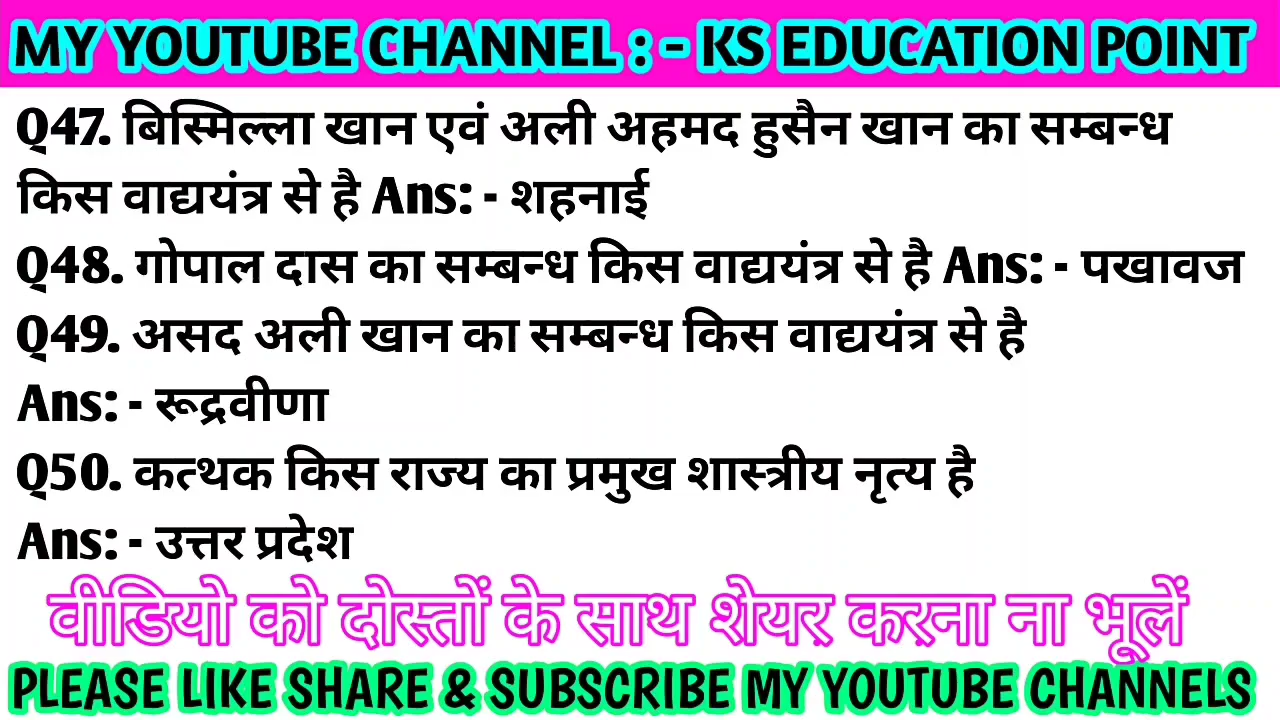 MY YOUTUBE CHANNEL : - KS EDUCATION POINT
Q47. बिस्मिल्ला खान एवं अली अहमद हुसैन खान का सम्बन्ध
किस वाद्ययंत्र से है Ans: - शहनाई
Q48. गोपाल दास का सम्बन्ध किस वाद्ययंत्र से है Ans: - पखावज
Q49. असद अली खान का सम्बन्ध किस वाद्ययंत्र से है
Ans: - रूद्रवीणा
Q50. कत्थक किस राज्य का प्रमुख शास्त्रीय नृत्य है
Ans: - उत्तर प्रदेश
वीडियो को दोस्तों के साथ शेयर करना ना भूलें
PLEASE LIKE SHARE & SUBSCRIBE MY YOUTUBE CHANNELS